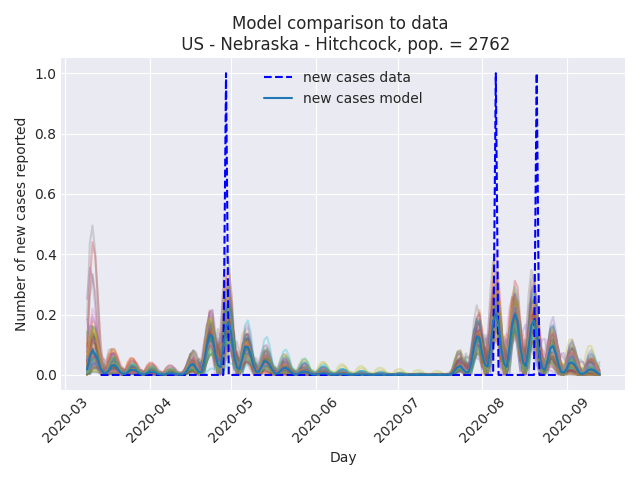 Model comparison to data
US - Nebraska - Hitchcock, pop. = 2762
new cases data
new cases model
Number of new cases reported
1.0
0.8
0.6
0.4
0.2
0.0
2020-03
2020-04
2020-05
2020-06
2020-07
2020-08
2020-09
Day